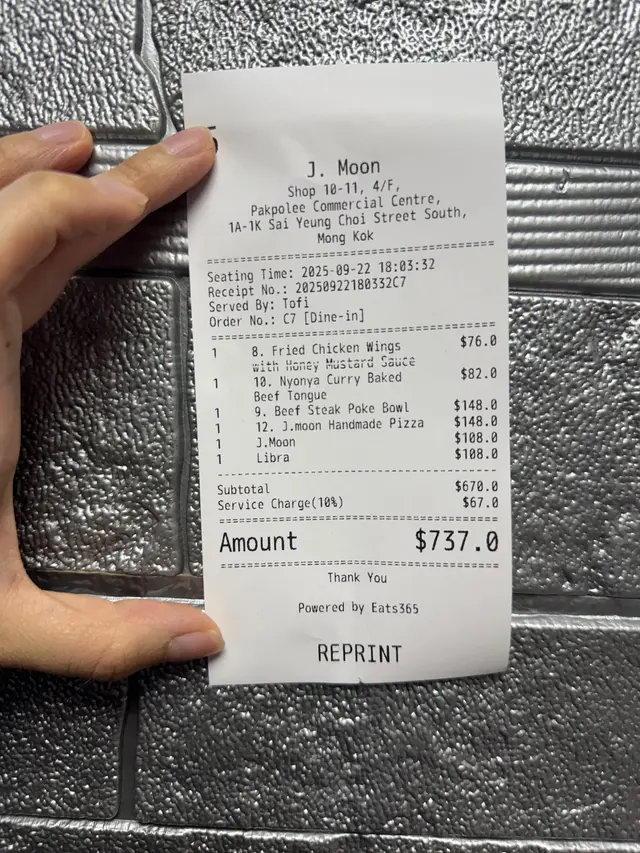 J. Moon
Shop 10-11, 4/F,
Pakpolee Commercial Centre,
1A-1K Sai Yeung Choi Street South,
Mong Kok
Seating Time: 2025-09-22 18:03:32
Receipt No.: 20250922180332C7
Served By: Tofi
Order No.: C7 [Dine-in]
1 8. Fried Chicken Wings $76.0
with Honey Mustard Sauce
1 10. Nyonya Curry Baked $82.0
Beef Tongue
1 9. Beef Steak Poke Bowl $148.0
1 12. J.moon Handmade Pizza $148.0
1 J.Moon $108.0
1 Libra $108.0
Subtotal $670.0
Service Charge(10%) $67.0
Amount $737.0
Thank You
Powered by Eats365
REPRINT